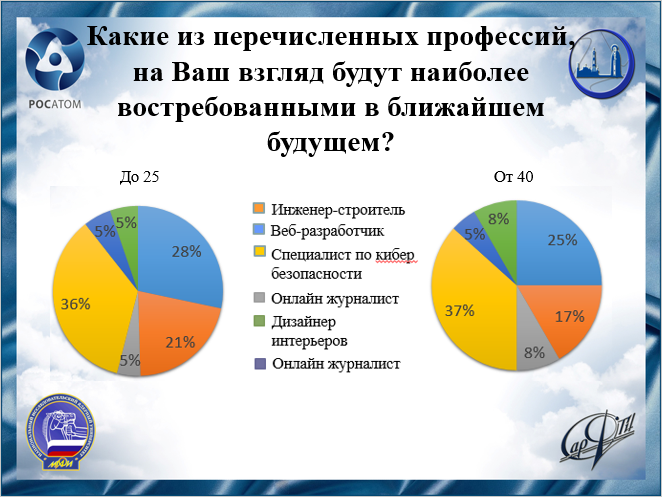 Какие из перечисленных профессий,
на Ваш взгляд будут наиболее
востребованными в ближайшем
будущем?
РОСАТОМ
До 25
От 40
5%
5%
28%
36%
21%
5%
Инженер-строитель
Веб-разработчик
Специалист по кибер
безопасности
Онлайн журналист
Дизайнер
интерьеров
Онлайн журналист
8%
5%
25%
37%
17%
8%
МИФИ
СарФТИ